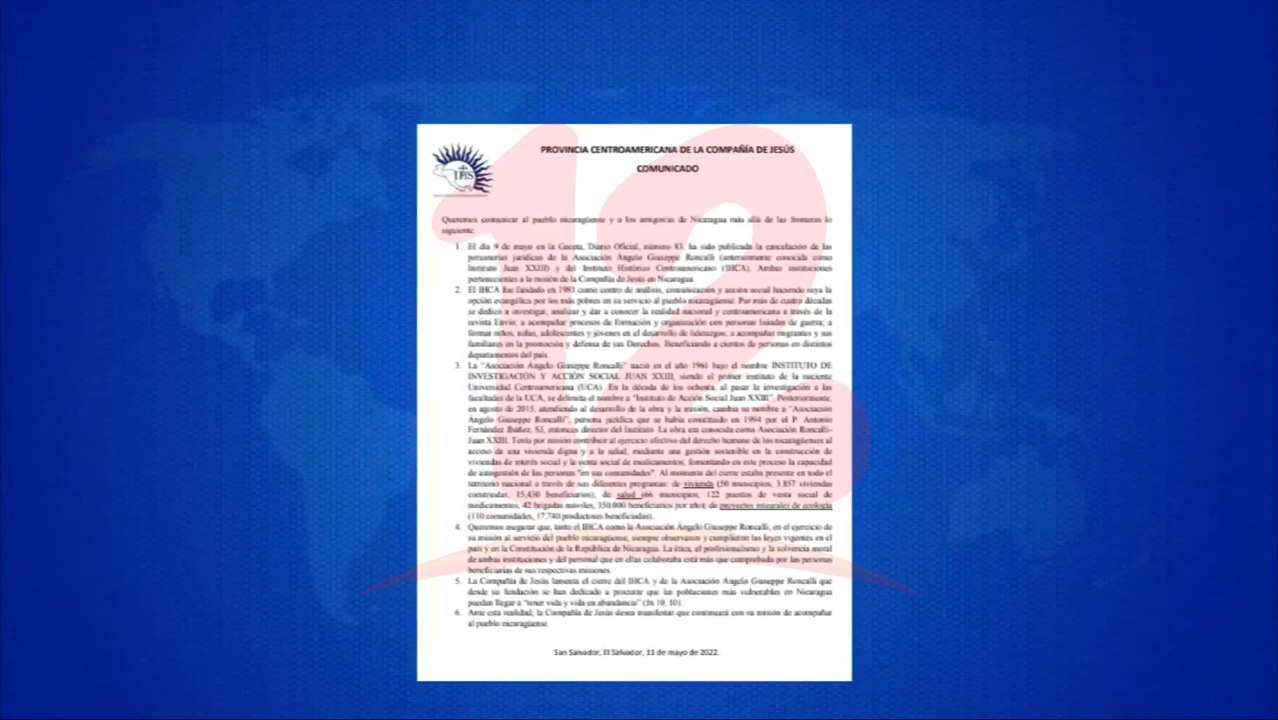 12
IHS
PROVINCIA CENTROAMERICANA DE LA COMPAÑÍA DE JESÚS
COMUNICADO
Queremos comunicar al pueblo nicaragüense y a los amigos/as de Nicaragua más allá de las fronteras lo
siguiente:
1. El día 9 de mayo en la Gaceta, Diario Oficial, número 83, ha sido publicada la cancelación de las
personerías jurídicas de la Asociación Ángelo Giuseppe Roncalli (anteriormente conocida como
Instituto Juan XXIII) y del Instituto Histórico Centroamericano (IHCA). Ambas instituciones
pertenecientes a la misión de la Compañía de Jesús en Nicaragua.
2. El IHCA fue fundado en 1981 como centro de análisis, comunicación y acción social haciendo suya la
opción evangélica por los más pobres en su servicio al pueblo nicaragüense. Por más de cuatro décadas
se dedicó a investigar, analizar y dar a conocer la realidad nacional y centroamericana a través de la
revista Envío; a acompañar procesos de formación y organización con personas lisiadas de guerra; a
formar niños, niñas, adolescentes y jóvenes en el desarrollo de liderazgos; a acompañar migrantes y sus
familiares en la promoción y defensa de sus Derechos. Beneficiando a cientos de personas en distintos
departamentos del país.
3. La "Asociación Ángelo Giuseppe Roncalli" nació en el año 1961 bajo el nombre INSTITUTO DE
INVESTIGACIÓN Y ACCIÓN SOCIAL JUAN XXIII, siendo el primer instituto de la naciente
Universidad Centroamericana (UCA). En la década de los ochenta, al pasar la investigación a las
facultades de la UCA, se delimita el nombre a "Instituto de Acción Social Juan XXIII". Posteriormente,
en agosto de 2015, atendiendo al desarrollo de la obra y la misión, cambia su nombre a "Asociación
Ángelo Giuseppe Roncalli", persona jurídica que se había constituido en 1994 por el P. Antonio
Fernández Ibáñez, SJ, entonces director del Instituto. La obra era conocida como Asociación Roncalli-
Juan XXIII. Tenía por misión contribuir al ejercicio efectivo del derecho humano de los nicaragüenses al
acceso de una vivienda digna y a la salud, mediante una gestión sostenible en la construcción de
viviendas de interés social y la venta social de medicamentos, fomentando en este proceso la capacidad
de autogestión de las personas "en sus comunidades". Al momento del cierre estaba presente en todo el
territorio nacional a través de sus diferentes programas: de vivienda (50 municipios, 3,857 viviendas
construidas, 15,430 beneficiarios); de salud (66 municipios, 122 puestos de venta social de
medicamentos, 42 brigadas móviles, 350,000 beneficiarios por año); de proyectos integrales de ecología
(110 comunidades, 17,740 productores beneficiados).
4. Queremos asegurar que, tanto el IHCA como la Asociación Ángelo Giuseppe Roncalli, en el ejercicio de
su misión al servicio del pueblo nicaragüense, siempre observaron y cumplieron las leyes vigentes en el
país y en la Constitución de la República de Nicaragua. La ética, el profesionalismo y la solvencia moral
de ambas instituciones y del personal que en ellas colaboraba está más que comprobada por las personas
beneficiarias de sus respectivas misiones.
5. La Compañía de Jesús lamenta el cierre del IHCA y de la Asociación Ángelo Giuseppe Roncalli que
desde su fundación se han dedicado a procurar que las poblaciones más vulnerables en Nicaragua
puedan llegar a "tener vida y vida en abundancia" (Jn 10, 10).
6. Ante esta realidad, la Compañía de Jesús desea manifestar que continuará con su misión de acompañar
al pueblo nicaragüense.
San Salvador, El Salvador, 11 de mayo de 2022.